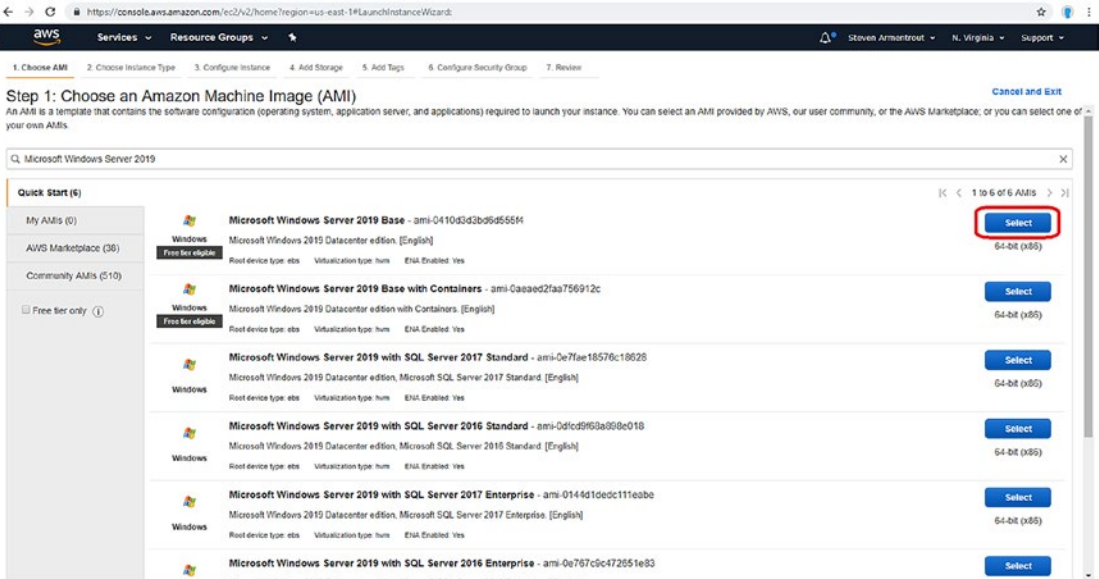 https://console.aws.amazon.com/ec2/v2/home?region=us-east-1#LaunchInstanceWizard:
aws Services Resource Groups Steven Armentrout N. Virginia Support
1. Choose AMI 2. Choose Instance Type 3. Configure Instance 4. Add Storage 5. Add Tags 6. Configure Security Group 7. Review
Step 1: Choose an Amazon Machine Image (AMI) Cancel and Exit
An AMI is a template that contains the software configuration (operating system, application server, and applications) required to launch your instance. You can select an AMI provided by AWS, our user community, or the AWS Marketplace; or you can select one of
your own AMIs.
Microsoft Windows Server 2019
Quick Start (6) 1 to 6 of 6 AMIs
My AMIs (0)
AWS Marketplace (38)
Community AMIs (510)
Free tier only
Windows
Free tier eligible
Microsoft Windows Server 2019 Base - ami-0410d3d3bd6d555f4
Microsoft Windows 2019 Datacenter edition. [English]
Root device type: ebs Virtualization type: hvm ENA Enabled: Yes
Select
64-bit (x86)
Windows
Free tier eligible
Microsoft Windows Server 2019 Base with Containers - ami-0aeaed2faa756912c
Microsoft Windows 2019 Datacenter edition with Containers. [English]
Root device type: ebs Virtualization type: hvm ENA Enabled: Yes
Select
64-bit (x86)
Windows
Microsoft Windows Server 2019 with SQL Server 2017 Standard - ami-0e7fae18576c18628
Microsoft Windows 2019 Datacenter edition, Microsoft SQL Server 2017 Standard. [English]
Root device type: ebs Virtualization type: hvm ENA Enabled: Yes
Select
64-bit (x86)
Windows
Microsoft Windows Server 2019 with SQL Server 2016 Standard - ami-0dfcd9f68a898e018
Microsoft Windows 2019 Datacenter edition, Microsoft SQL Server 2016 Standard. [English]
Root device type: ebs Virtualization type: hvm ENA Enabled: Yes
Select
64-bit (x86)
Windows
Microsoft Windows Server 2019 with SQL Server 2017 Enterprise - ami-0144d1dedc111eabe
Microsoft Windows 2019 Datacenter edition, Microsoft SQL Server 2017 Enterprise. [English]
Root device type: ebs Virtualization type: hvm ENA Enabled: Yes
Select
64-bit (x86)
Microsoft Windows Server 2019 with SQL Server 2016 Enterprise - ami-0e767c9c472651e83
Select